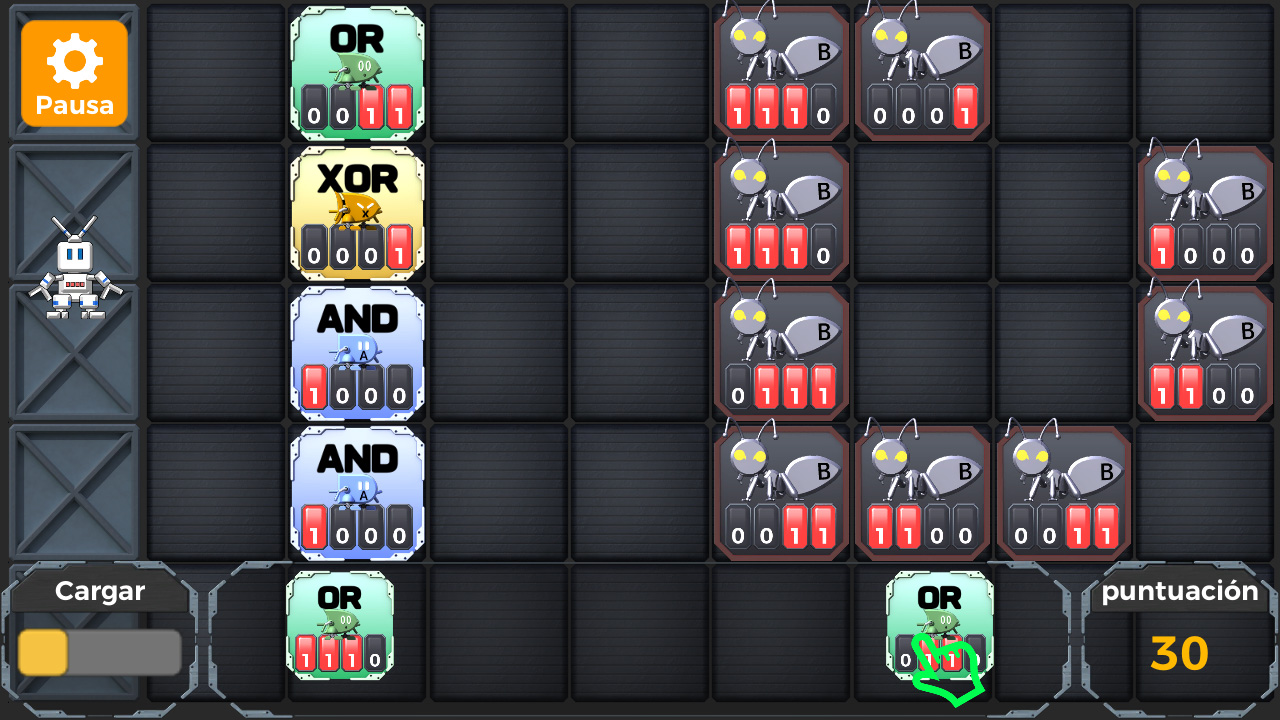 Pausa
OR
0 0 1 1
B
1 1 1 0
B
0 0 0 1
XOR
X
0 0 0 1
B
1 1 1 0
B
1 0 0 0
AND
A
1 0 0 0
B
0 1 1 1
B
1 1 0 0
AND
A
1 0 0 0
B
0 0 1 1
B
1 1 0 0
B
0 0 1 1
Cargar
OR
1 1 1 0
OR
0 1 1 0
puntuación
30